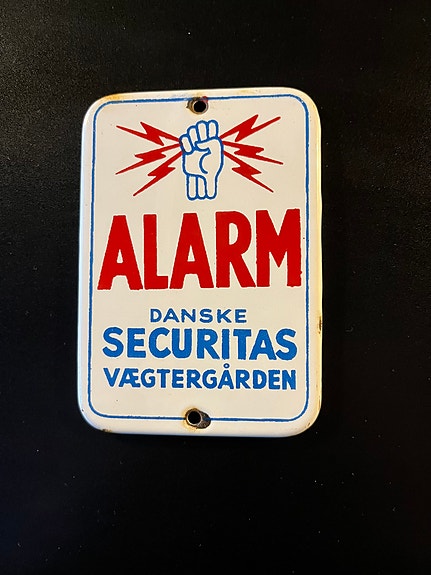 ALARM
DANSKE
SECURITAS
VÆGTERGÅRDEN